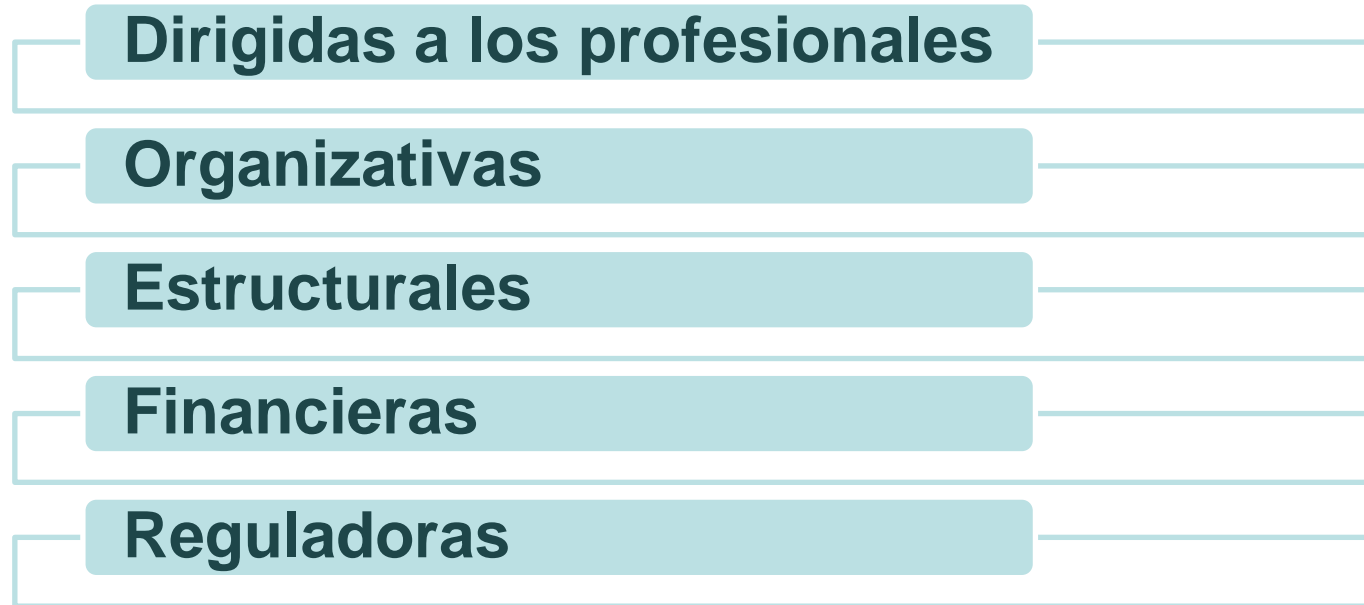 Dirigidas a los profesionales
Organizativas
Estructurales
Financieras
Reguladoras